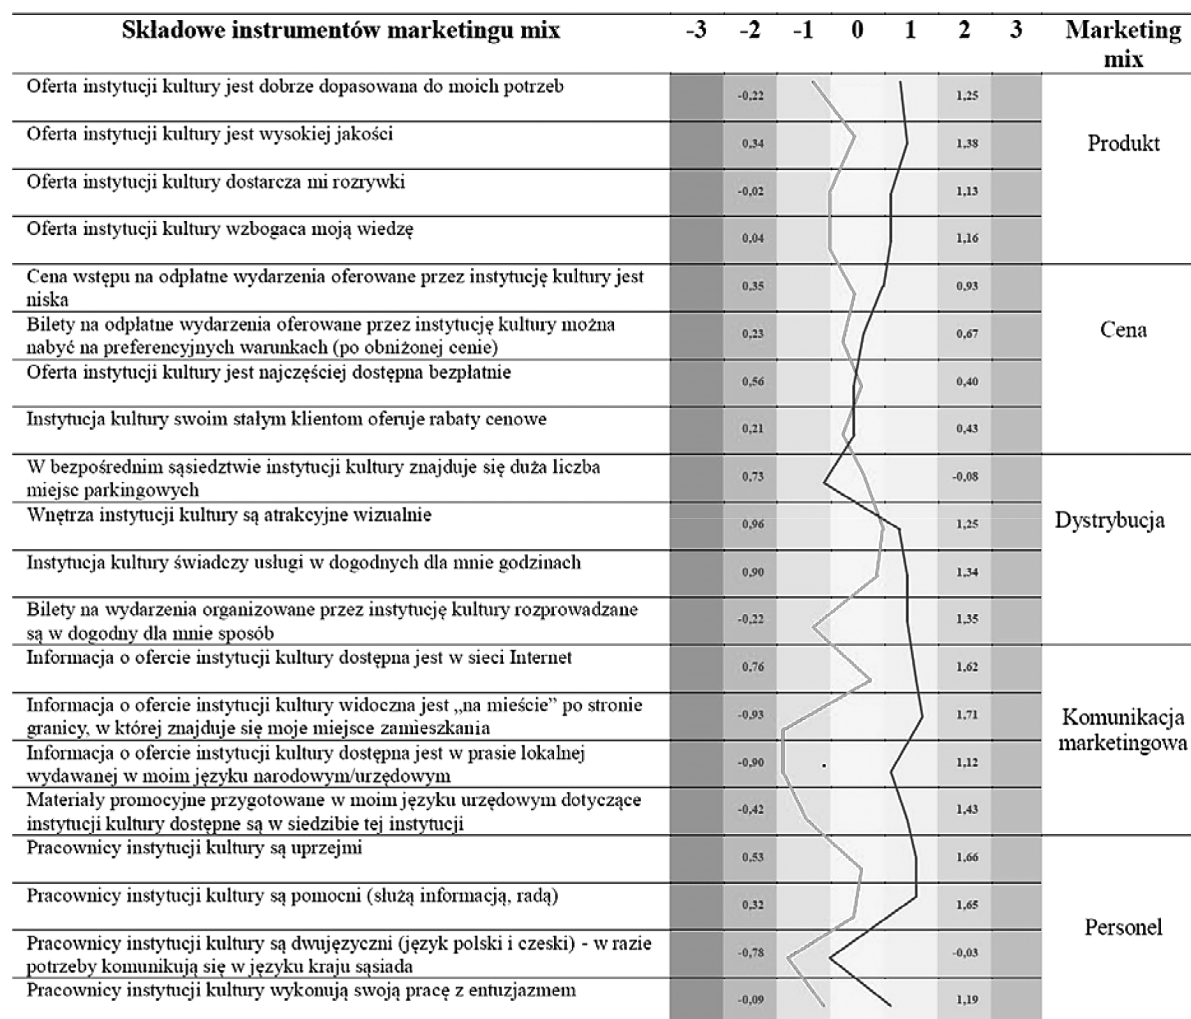 Składowe instrumentów marketingu mix -3 -2 -1 0 1 2 3 Marketing
mix
Oferta instytucji kultury jest dobrze dopasowana do moich potrzeb
-0,22 1,25
Oferta instytucji kultury jest wysokiej jakości
0,34 1,38
Produkt
Oferta instytucji kultury dostarcza mi rozrywki
-0,02 1,13
Oferta instytucji kultury wzbogaca moją wiedzę
0,04 1,16
Cena wstępu na odpłatne wydarzenia oferowane przez instytucję kultury jest
niska
0,35 0,93
Bilety na odpłatne wydarzenia oferowane przez instytucję kultury można
nabyć na preferencyjnych warunkach (po obniżonej cenie)
0,23 0,67
Cena
Oferta instytucji kultury jest najczęściej dostępna bezpłatnie
0,56 0,40
Instytucja kultury swoim stałym klientom oferuje rabaty cenowe
0,21 0,43
W bezpośrednim sąsiedztwie instytucji kultury znajduje się duża liczba
miejsc parkingowych
0,73 -0,08
Wnętrza instytucji kultury są atrakcyjne wizualnie
0,96 1,25
Dystrybucja
Instytucja kultury świadczy usługi w dogodnych dla mnie godzinach
0,90 1,34
Bilety na wydarzenia organizowane przez instytucję kultury rozprowadzane
są w dogodny dla mnie sposób
-0,22 1,35
Informacja o ofercie instytucji kultury dostępna jest w sieci Internet
0,76 1,62
Informacja o ofercie instytucji kultury widoczna jest „na mieście” po stronie
granicy, w której znajduje się moje miejsce zamieszkania
-0,93 1,71
Komunikacja
marketingowa
Informacja o ofercie instytucji kultury dostępna jest w prasie lokalnej
wydawanej w moim języku narodowym/urzędowym
-0,90 1,12
Materiały promocyjne przygotowane w moim języku urzędowym dotyczące
instytucji kultury dostępne są w siedzibie tej instytucji
-0,42 1,43
Pracownicy instytucji kultury są uprzejmi
0,53 1,66
Pracownicy instytucji kultury są pomocni (służą informacją, radą)
0,32 1,65
Personel
Pracownicy instytucji kultury są dwujęzyczni (język polski i czeski) - w razie
potrzeby komunikują się w języku kraju sąsiada
-0,78 -0,03
Pracownicy instytucji kultury wykonują swoją pracę z entuzjazmem
-0,09 1,19